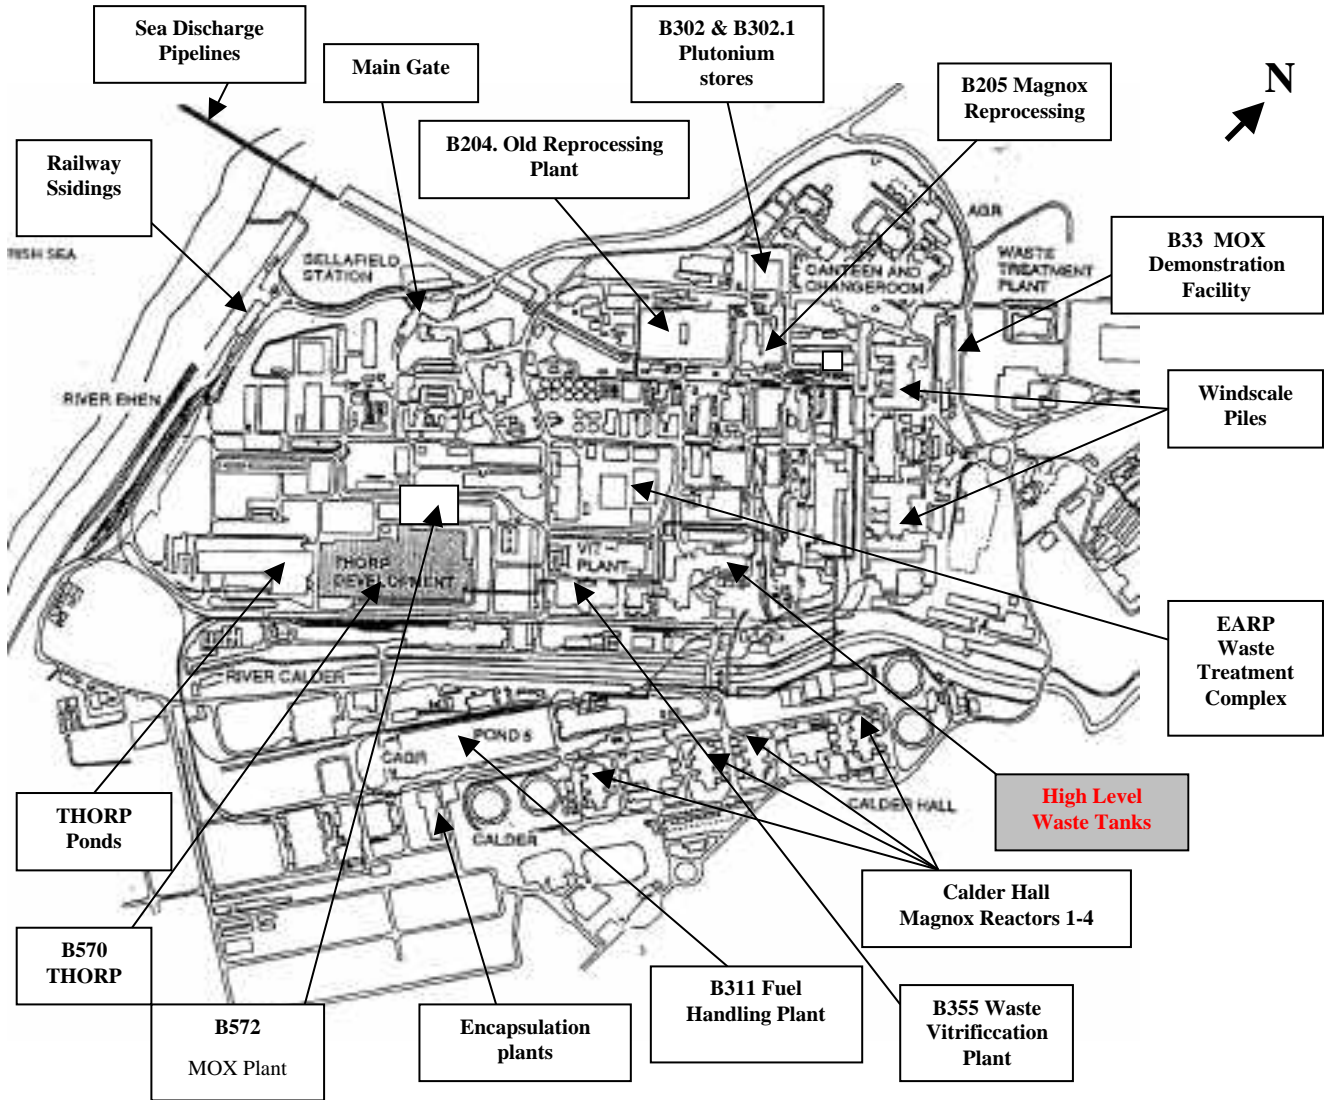 Sea Discharge
Pipelines
Main Gate
B302 & B302.1
Plutonium
stores
B205 Magnox
Reprocessing
N
B204. Old Reprocessing
Plant
Railway
Ssidings
A.G.R
WASTE
TREATMENT
PLANT
B33 MOX
Demonstration
Facility
RISH SEA
SELLAFIELD
STATION
CANTEEN AND
CHANGEROOM
RIVER EHEN
Windscale
Piles
VIT -
PLANT
THORP
DEVELOPMENT
EARP
Waste
Treatment
Complex
RIVER CALDER
POND 5
CAGR
CALDER HALL
CALDER
High Level
Waste Tanks
THORP
Ponds
Calder Hall
Magnox Reactors 1-4
B570
THORP
B311 Fuel
Handling Plant
B355 Waste
Vitrificcation
Plant
B572
MOX Plant
Encapsulation
plants